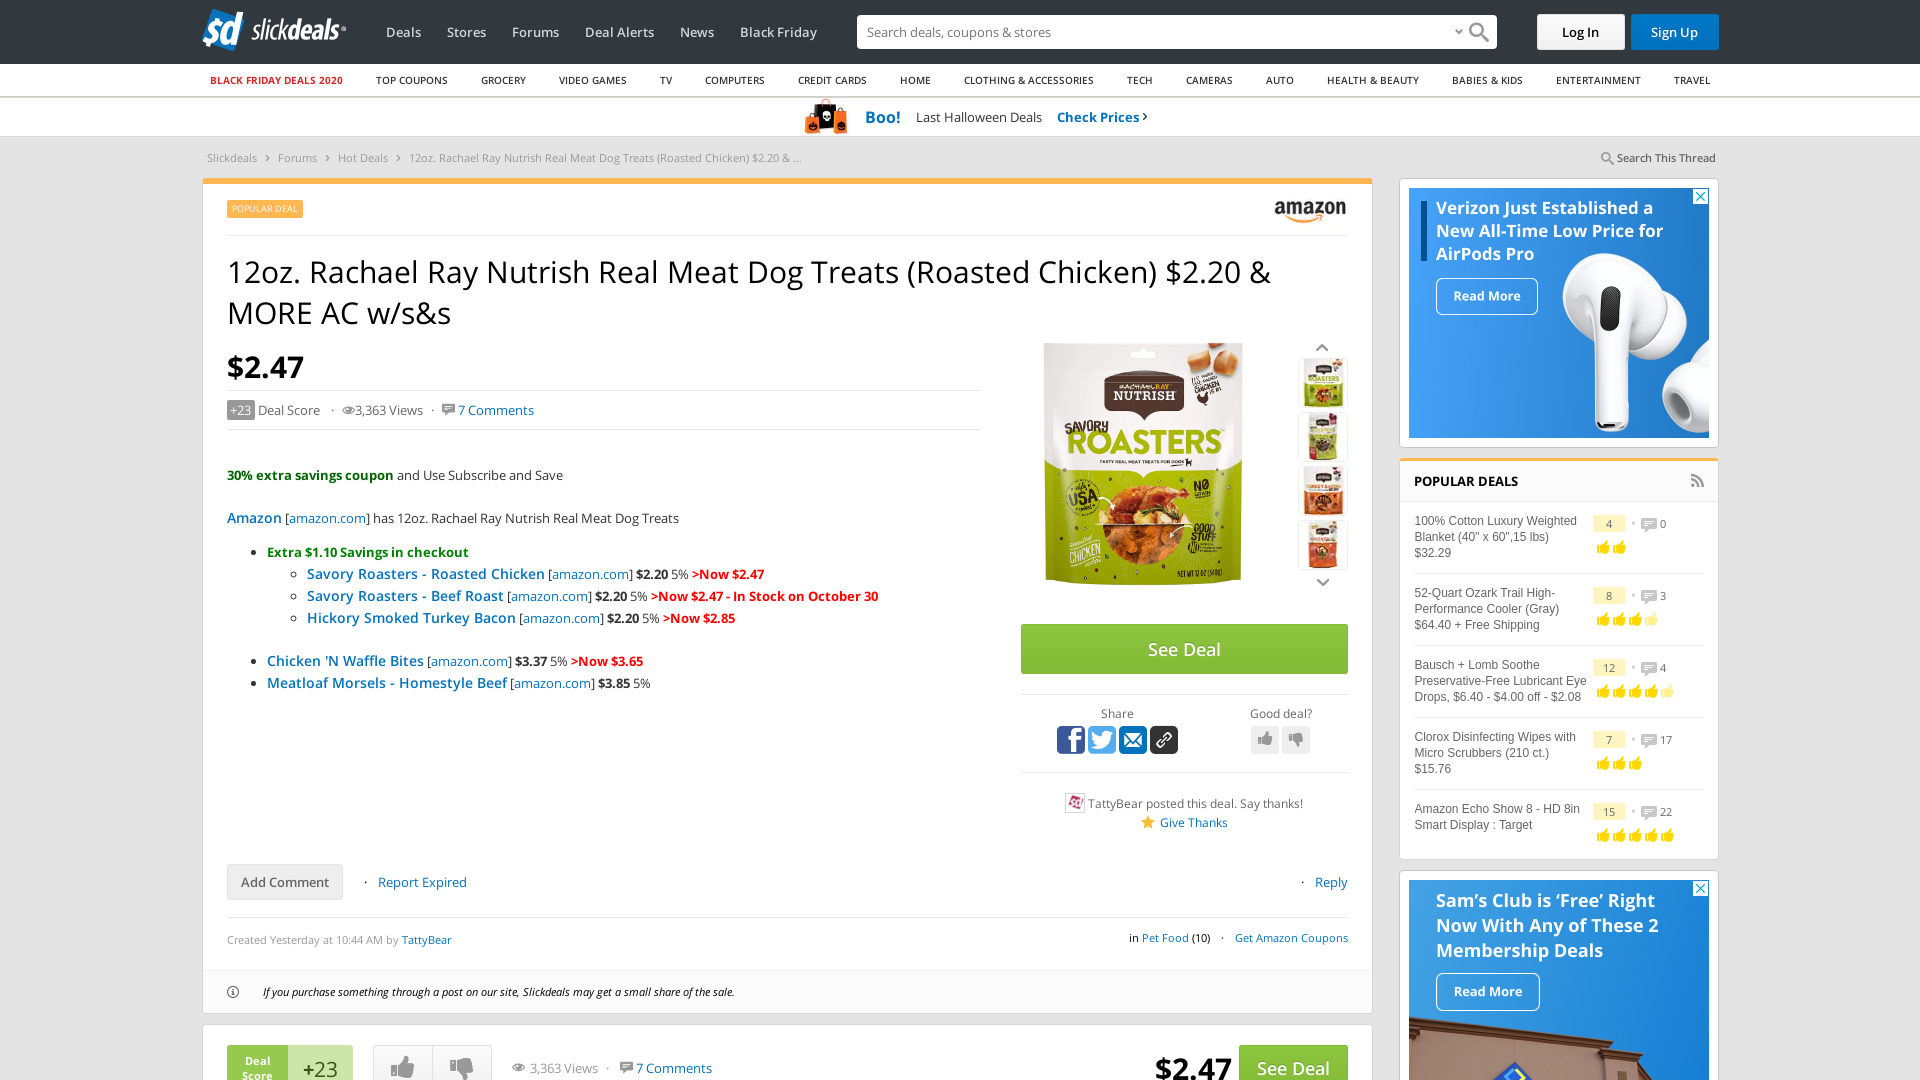 slickdeals
Deals
Stores
Forums
Deal Alerts
News
Black Friday
Search deals, coupons & stores
Log In
Sign Up
BLACK FRIDAY DEALS 2020
TOP COUPONS
GROCERY
VIDEO GAMES
TV
COMPUTERS
CREDIT CARDS
HOME
CLOTHING & ACCESSORIES
TECH
CAMERAS
AUTO
HEALTH & BEAUTY
BABIES & KIDS
ENTERTAINMENT
TRAVEL
Boo! Last Halloween Deals Check Prices ›
Slickdeals › Forums › Hot Deals › 12oz. Rachael Ray Nutrish Real Meat Dog Treats (Roasted Chicken) $2.20 & ...
Search This Thread
POPULAR DEAL
amazon
12oz. Rachael Ray Nutrish Real Meat Dog Treats (Roasted Chicken) $2.20 &
MORE AC w/s&s
$2.47
+23 Deal Score · 3,363 Views · 7 Comments
30% extra savings coupon and Use Subscribe and Save
Amazon [amazon.com] has 12oz. Rachael Ray Nutrish Real Meat Dog Treats
• Extra $1.10 Savings in checkout
Savory Roasters - Roasted Chicken [amazon.com] $2.20 5% >Now $2.47
Savory Roasters - Beef Roast [amazon.com] $2.20 5% >Now $2.47 - In Stock on October 30
Hickory Smoked Turkey Bacon [amazon.com] $2.20 5% >Now $2.85
• Chicken 'N Waffle Bites [amazon.com] $3.37 5% >Now $3.65
• Meatloaf Morsels - Homestyle Beef [amazon.com] $3.85 5%
RACHAEL RAY
NUTRISH
SAVORY
ROASTERS
TASTY REAL MEAT TREATS FOR DOGS
USA
NO
GRAIN
GOOD
STUFF
CHICKEN
NET WT 12 OZ (340g)
See Deal
Share
Good deal?
TattyBear posted this deal. Say thanks!
Give Thanks
Add Comment
· Report Expired
· Reply
Created Yesterday at 10:44 AM by TattyBear
in Pet Food (10) · Get Amazon Coupons
If you purchase something through a post on our site, Slickdeals may get a small share of the sale.
Deal
Score
+23
3,363 Views · 7 Comments
$2.47
See Deal
Verizon Just Established a
New All-Time Low Price for
AirPods Pro
Read More
POPULAR DEALS
100% Cotton Luxury Weighted
Blanket (40" x 60",15 lbs)
$32.29
4 • 0
52-Quart Ozark Trail High-
Performance Cooler (Gray)
$64.40 + Free Shipping
8 • 3
Bausch + Lomb Soothe
Preservative-Free Lubricant Eye
Drops, $6.40 - $4.00 off - $2.08
12 • 4
Clorox Disinfecting Wipes with
Micro Scrubbers (210 ct.)
$15.76
7 • 17
Amazon Echo Show 8 - HD 8in
Smart Display : Target
15 • 22
Sam’s Club is ‘Free’ Right
Now With Any of These 2
Membership Deals
Read More